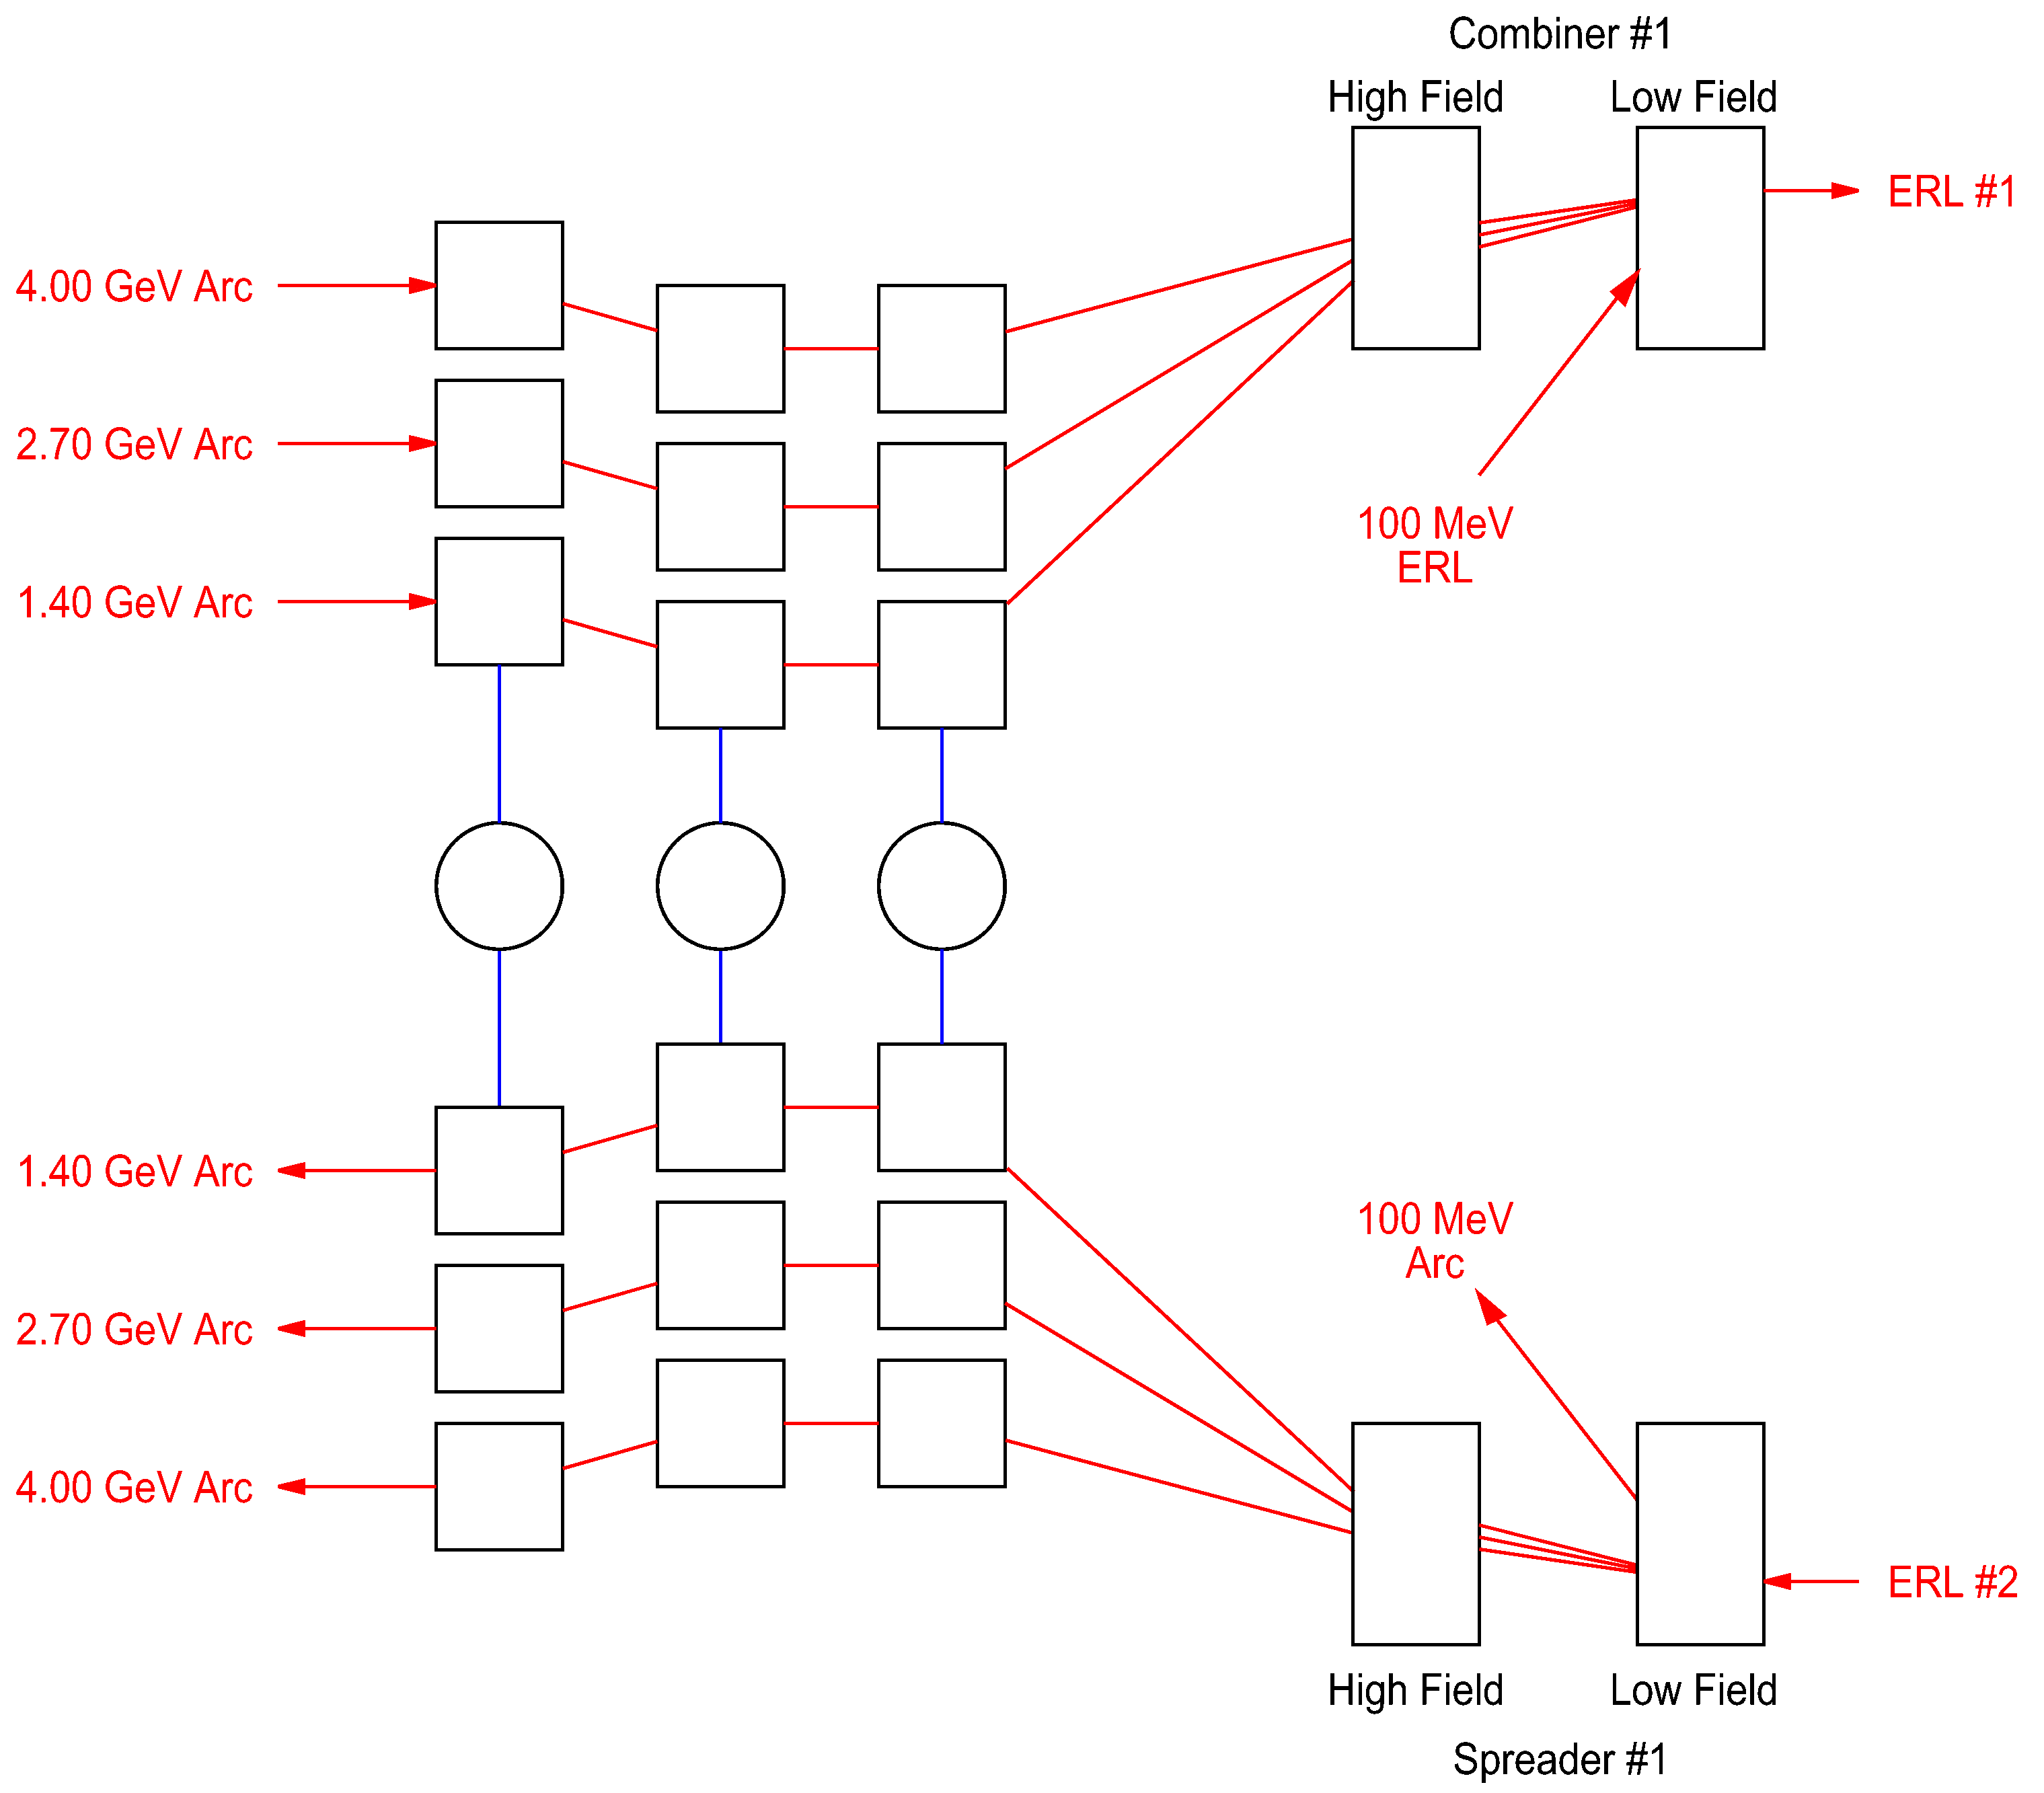 Combiner #1
High Field
Low Field
ERL #1
4.00 GeV Arc
2.70 GeV Arc
100 MeV
ERL
1.40 GeV Arc
1.40 GeV Arc
100 MeV
Arc
2.70 GeV Arc
4.00 GeV Arc
ERL #2
High Field
Low Field
Spreader #1